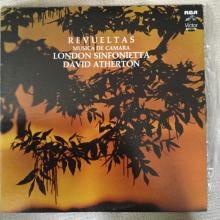 REVUELTAS
MUSICA DE CAMARA
LONDON SINFONIETTA
DAVID ATHERTON
RCA
Victor